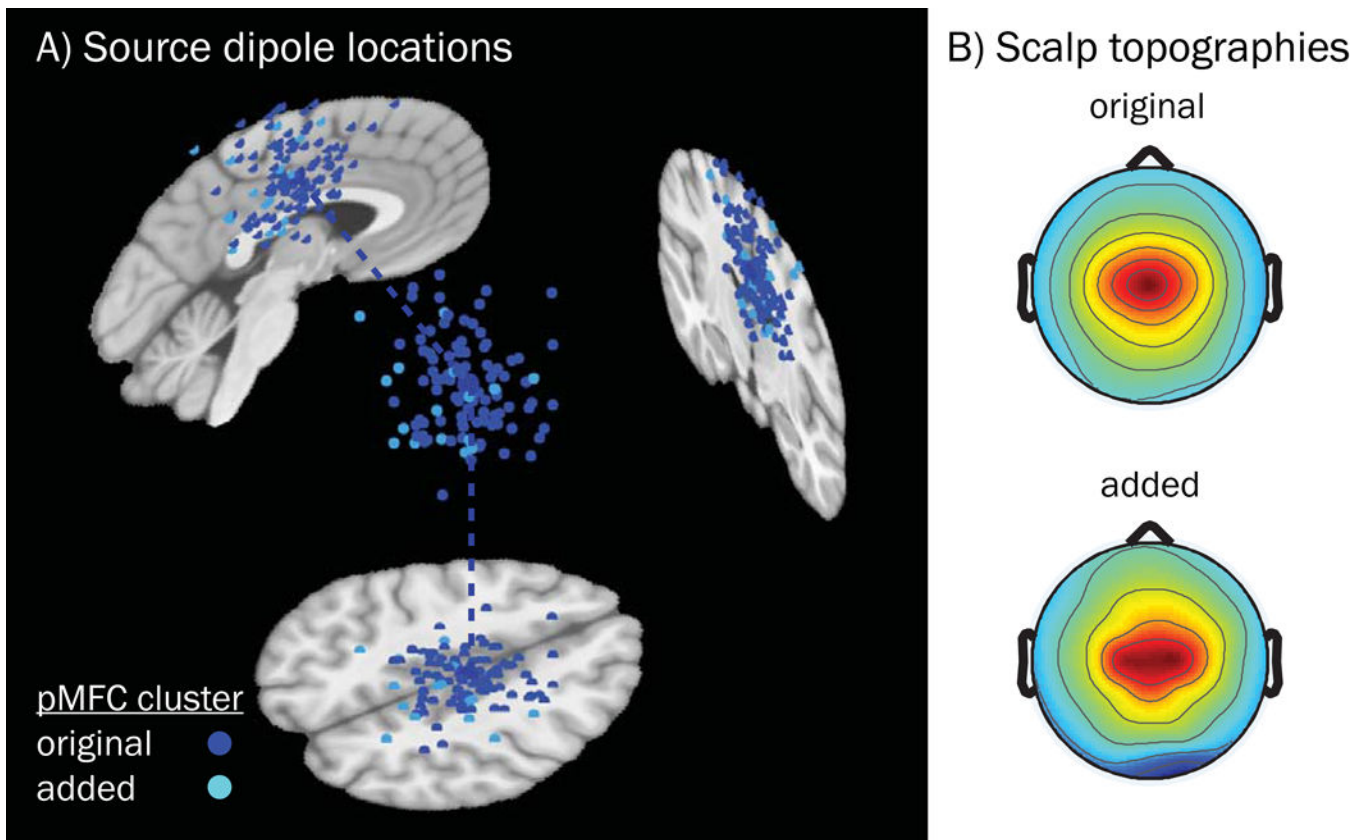 A) Source dipole locations
pMFC cluster
original
added
B) Scalp topographies
original
added